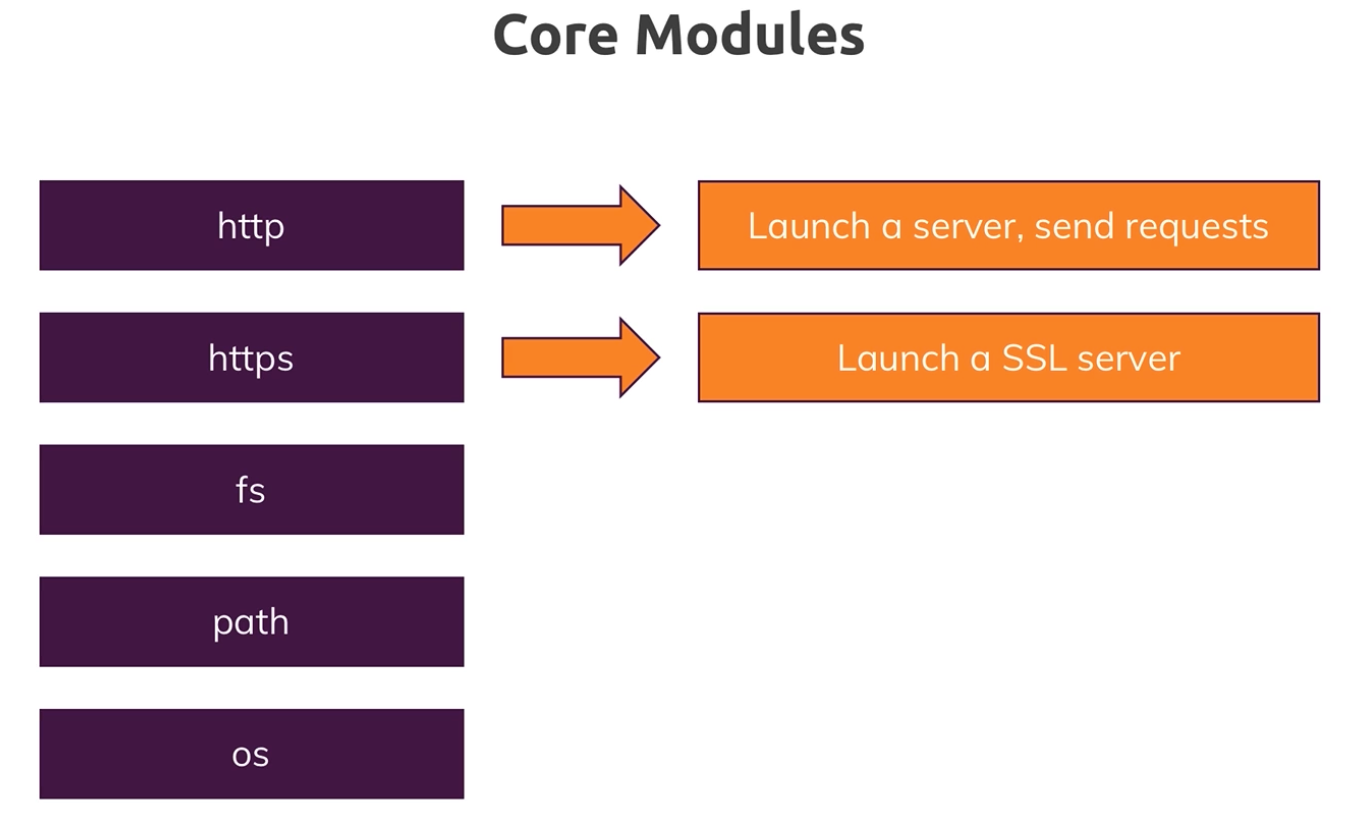 Core Modules
http
Launch a server, send requests
https
Launch a SSL server
fs
path
os